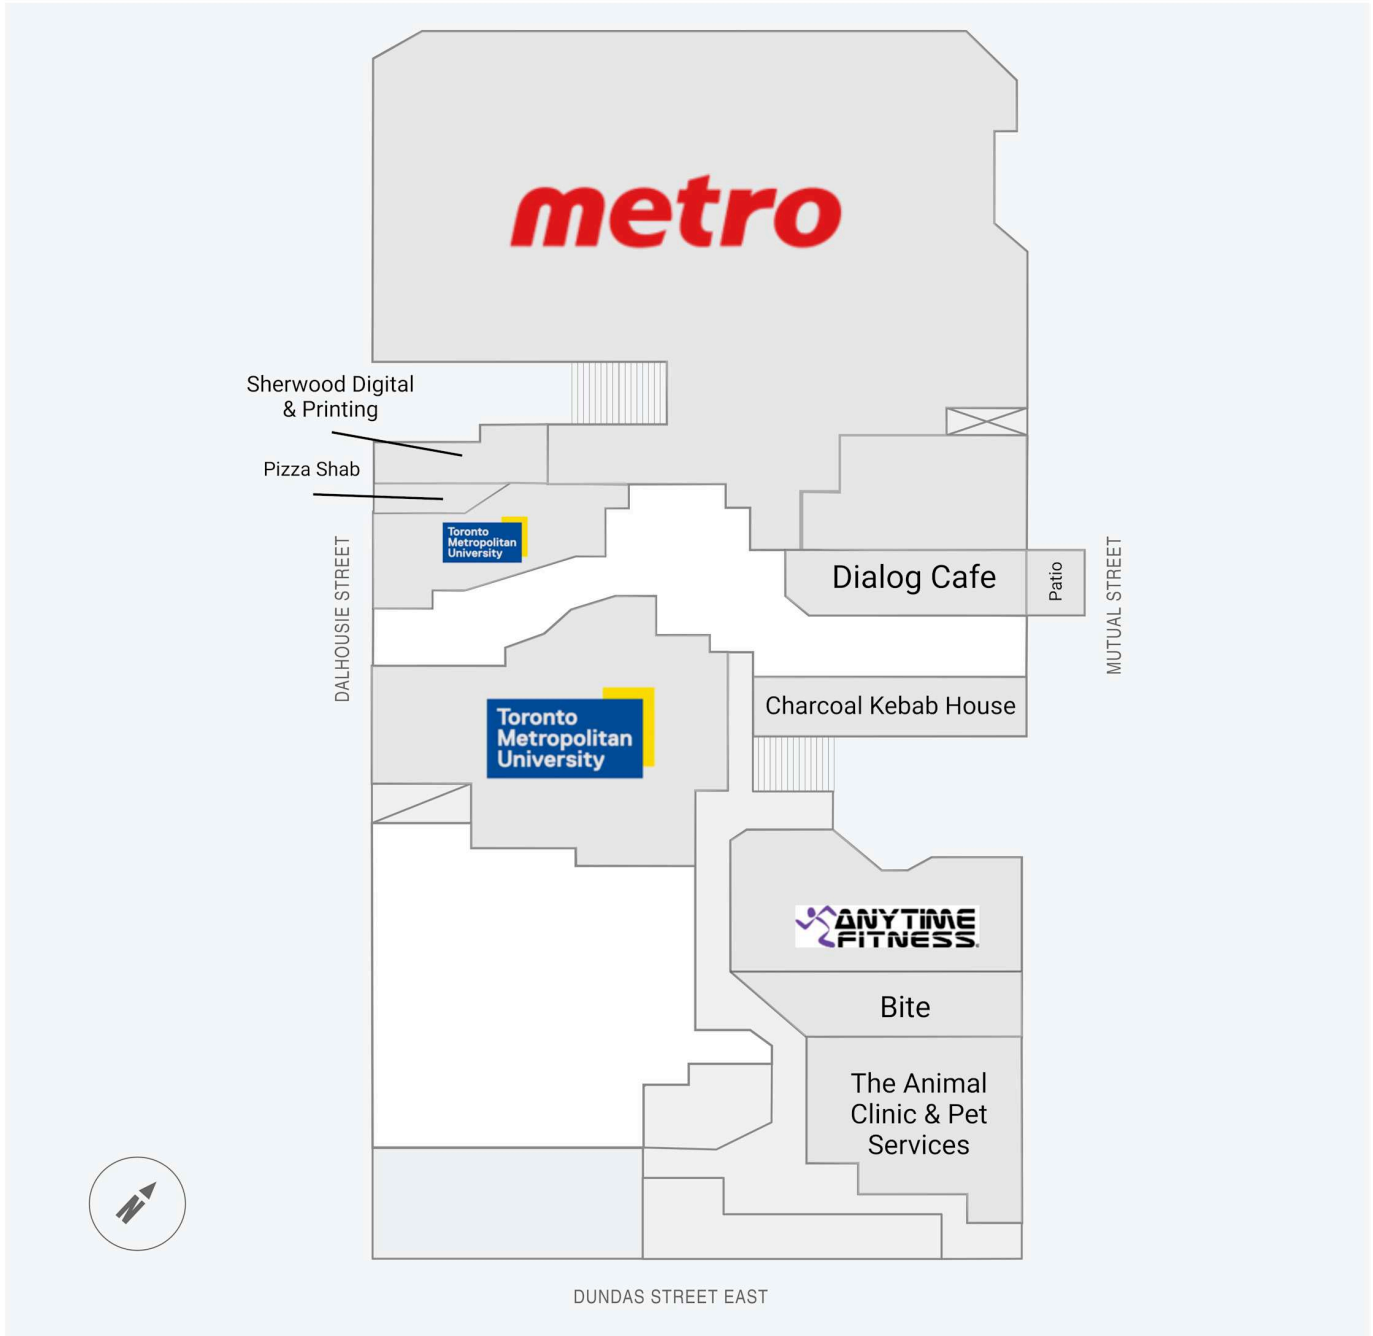 metro
Sherwood Digital
& Printing
Pizza Shab
Toronto
Metropolitan
University
DALHOUSIE STREET
Dialog Cafe
Patio
MUTUAL STREET
Charcoal Kebab House
Toronto
Metropolitan
University
ANYTIME
FITNESS.
Bite
The Animal
Clinic & Pet
Services
N
DUNDAS STREET EAST